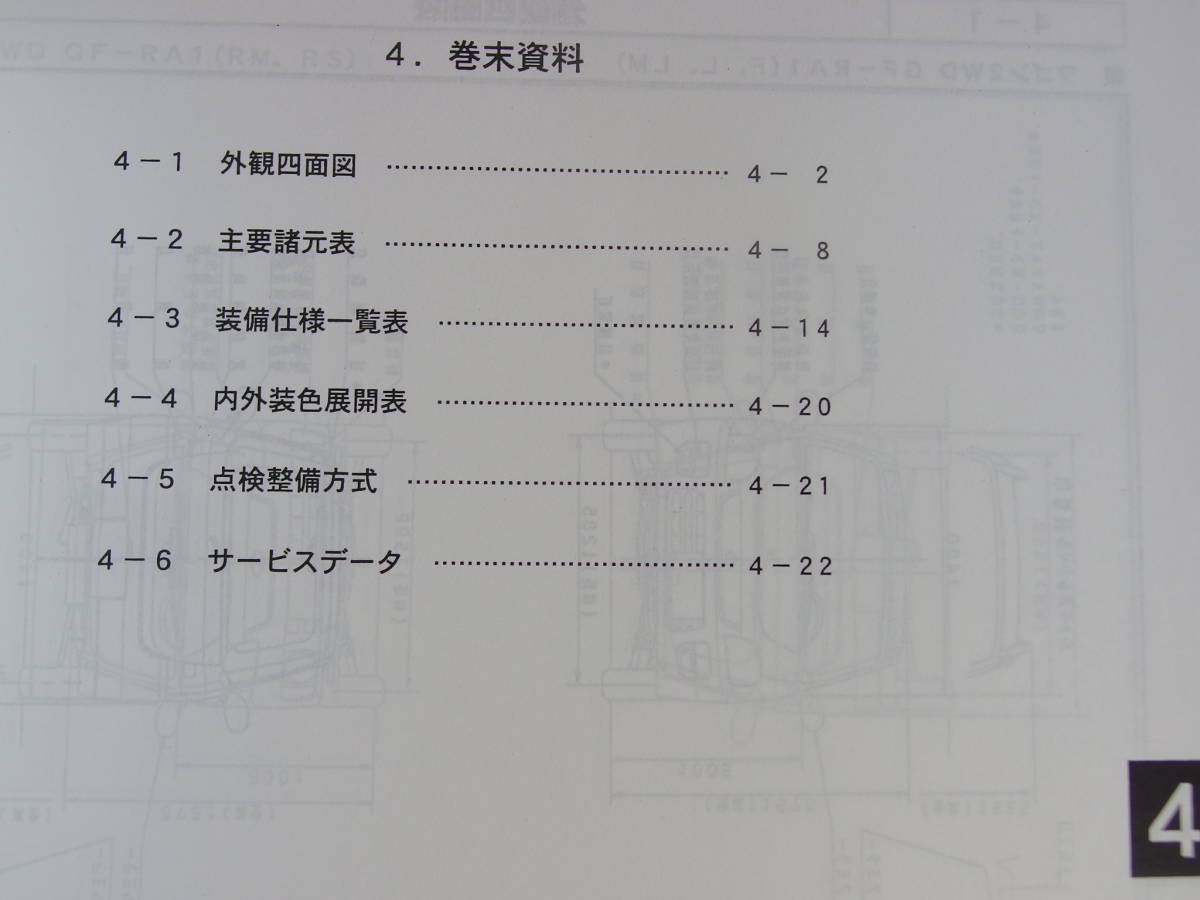 4．巻末資料
4－1 外観四面図 ……………………………… 4－ 2
4－2 主要諸元表 ……………………………… 4－ 8
4－3 装備仕様一覧表 ………………………… 4－14
4－4 内外装色展開表 ………………………… 4－20
4－5 点検整備方式 …………………………… 4－21
4－6 サービスデータ ………………………… 4－22
4